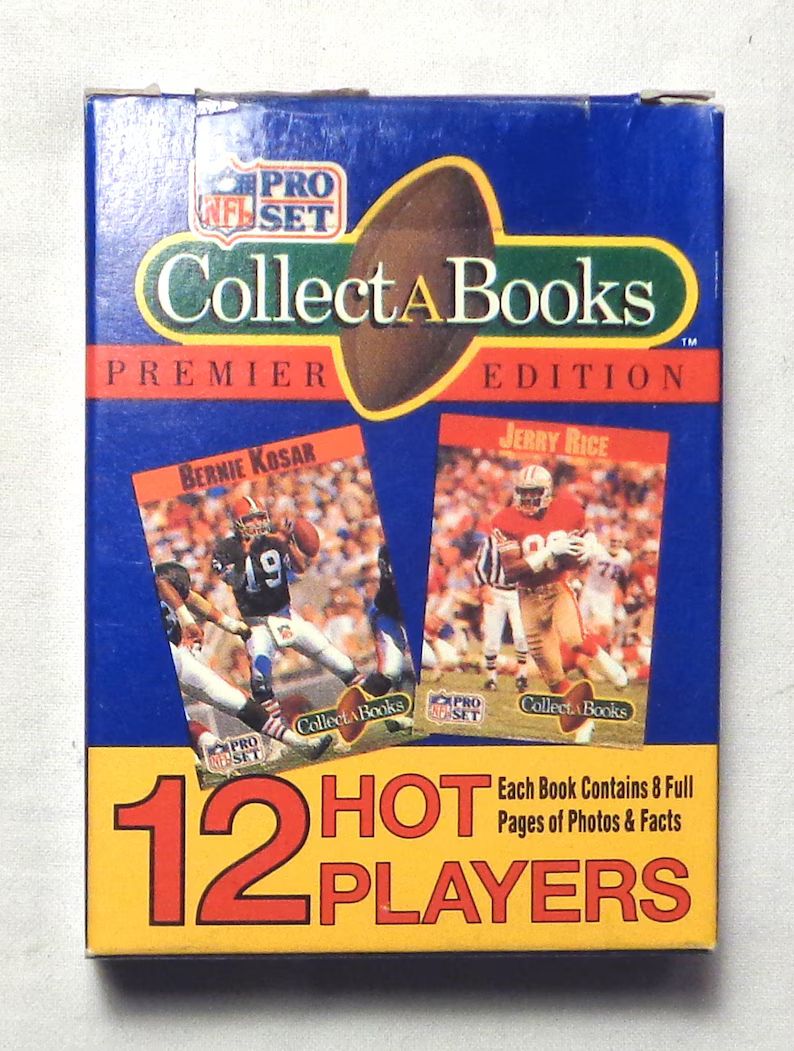 NFL PRO SET
CollectABooks
TM
PREMIER EDITION
BERNIE KOSAR
19
CollectABooks
NFL PRO SET
JERRY RICE
NFL PRO SET
CollectABooks
12 HOT PLAYERS
Each Book Contains 8 Full
Pages of Photos & Facts